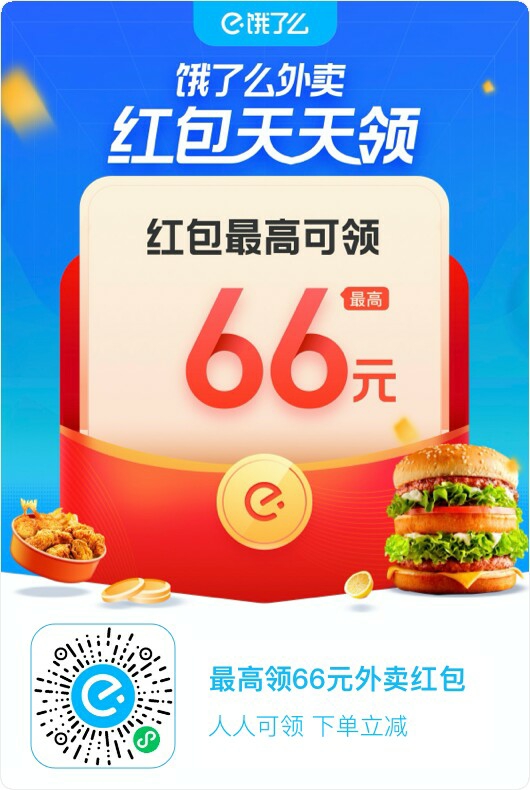 饿了么
饿了么外卖
红包天天领
红包最高可领
66元
最高
最高领66元外卖红包
人人可领 下单立减